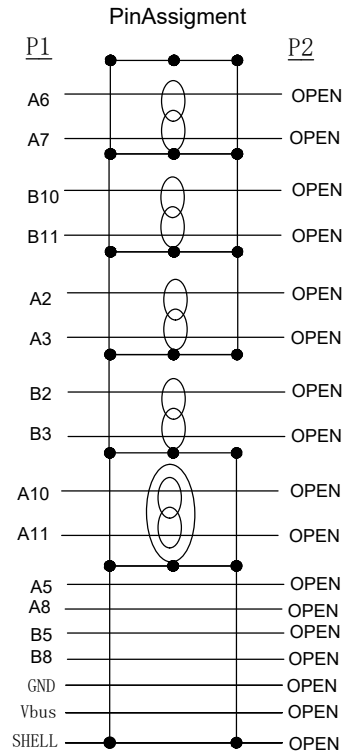 PinAssigment
P1 P2
A6 OPEN
A7 OPEN
B10 OPEN
B11 OPEN
A2 OPEN
A3 OPEN
B2 OPEN
B3 OPEN
A10 OPEN
A11 OPEN
A5 OPEN
A8 OPEN
B5 OPEN
B8 OPEN
GND OPEN
Vbus OPEN
SHELL OPEN